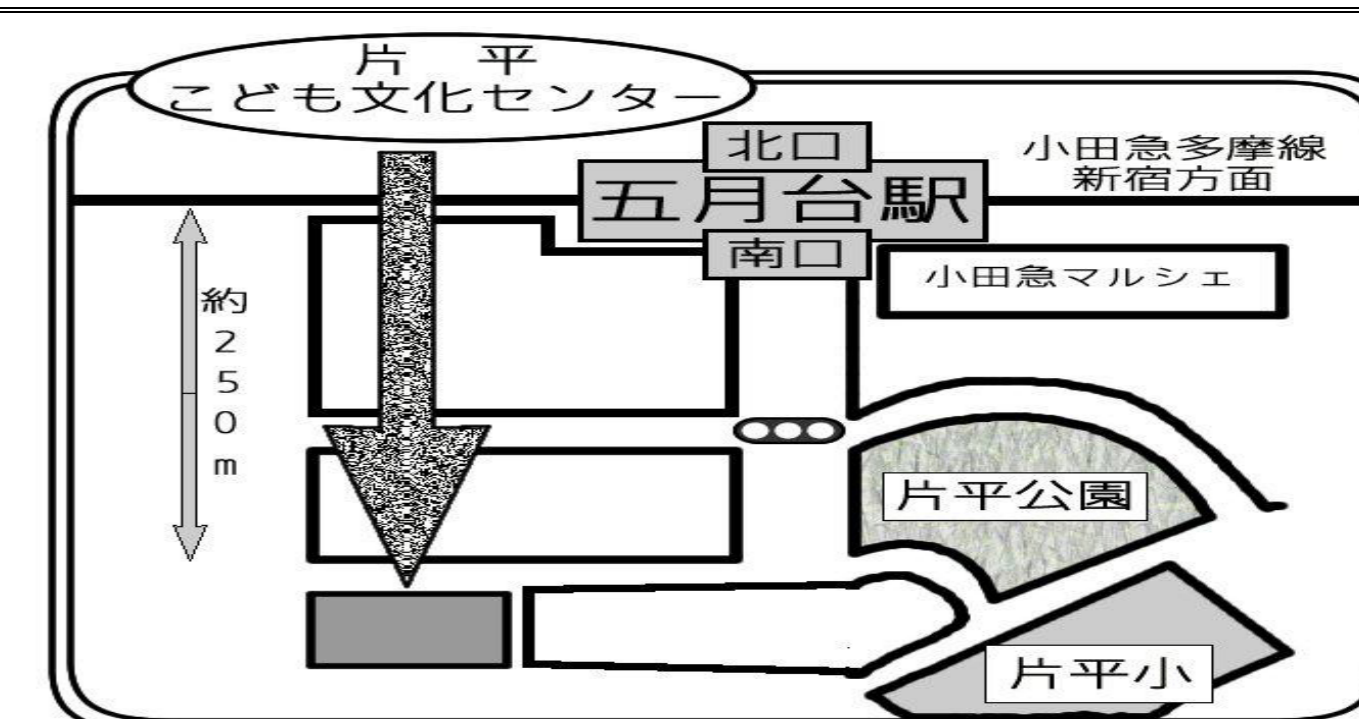 片　平
こども文化センター
北口
五月台駅
南口
小田急多摩線
新宿方面
小田急マルシェ
約250m
片平公園
片平小